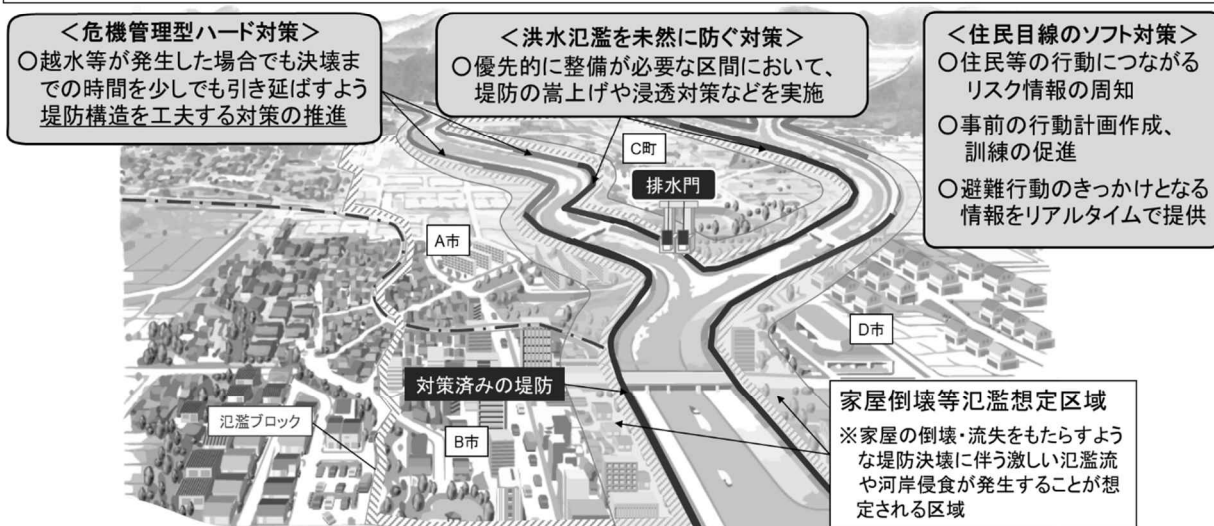 ＜危機管理型ハード対策＞
○越水等が発生した場合でも決壊ま
での時間を少しでも引き延ばすよう
堤防構造を工夫する対策の推進
＜洪水氾濫を未然に防ぐ対策＞
○優先的に整備が必要な区間において、
堤防の嵩上げや浸透対策などを実施
＜住民目線のソフト対策＞
○住民等の行動につながる
リスク情報の周知
○事前の行動計画作成、
訓練の促進
○避難行動のきっかけとなる
情報をリアルタイムで提供
C町
排水門
A市
D市
対策済みの堤防
氾濫ブロック
B市
家屋倒壊等氾濫想定区域
※家屋の倒壊・流失をもたらすよう
な堤防決壊に伴う激しい氾濫流
や河岸侵食が発生することが想
定される区域